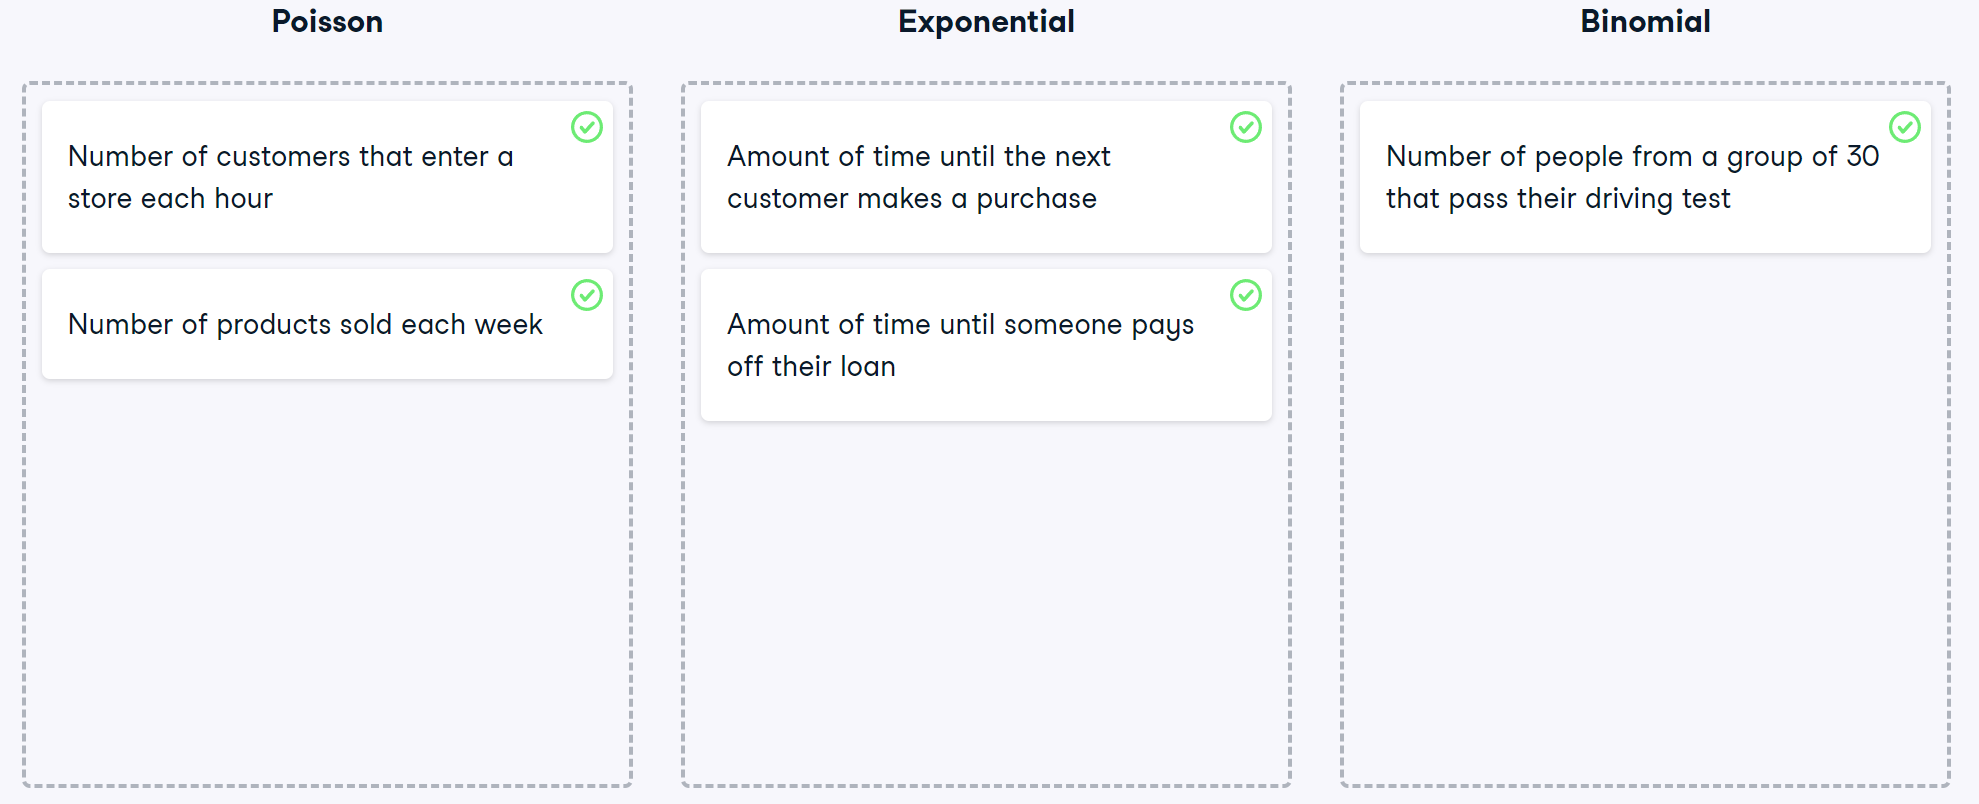 Poisson
Number of customers that enter a
store each hour
Number of products sold each week
Exponential
Amount of time until the next
customer makes a purchase
Amount of time until someone pays
off their loan
Binomial
Number of people from a group of 30
that pass their driving test